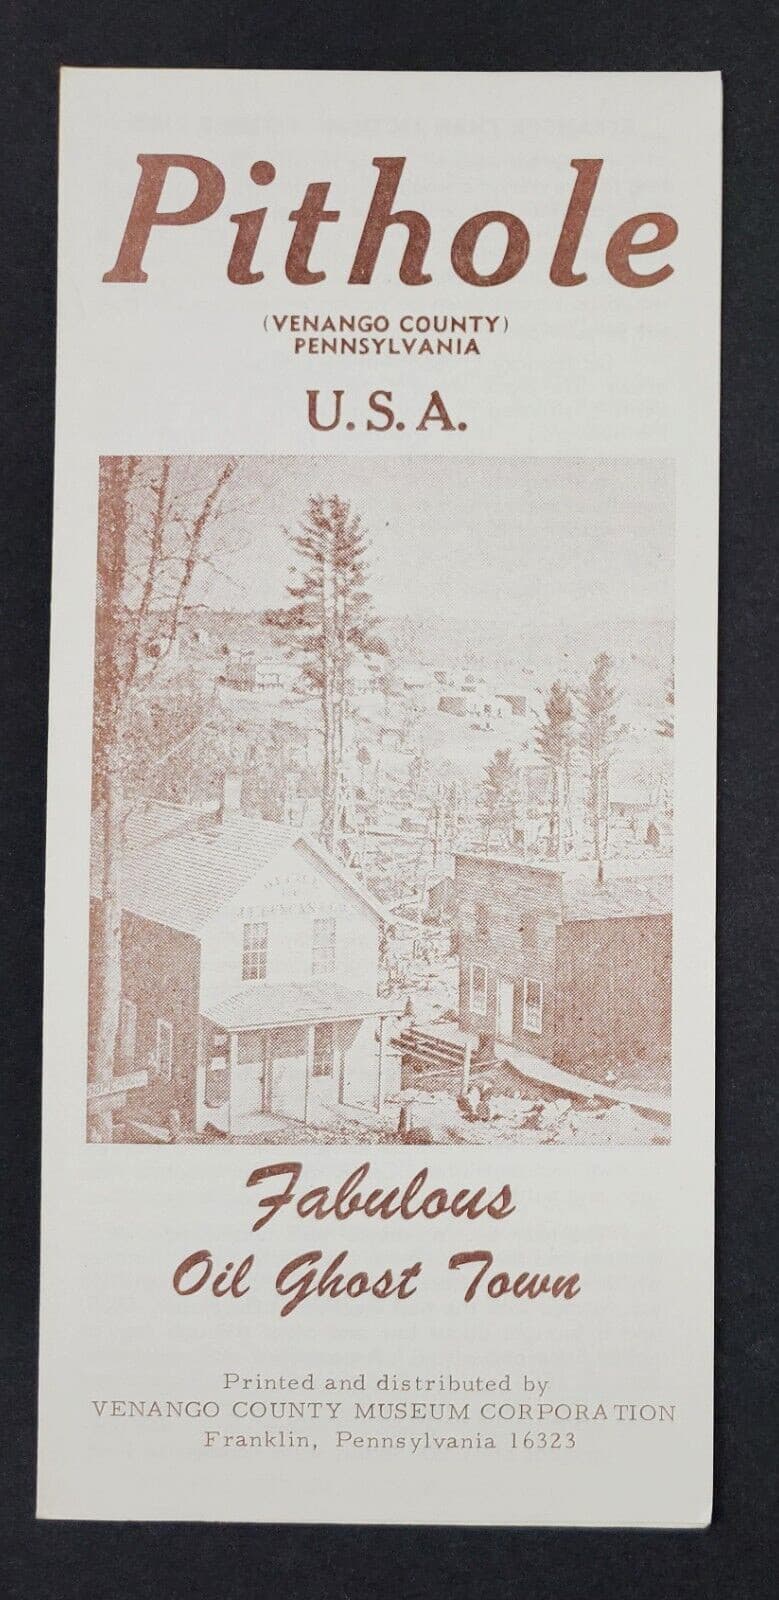 Pithole
(VENANGO COUNTY)
PENNSYLVANIA
U.S.A.
Fabulous
Oil Ghost Town
Printed and distributed by
VENANGO COUNTY MUSEUM CORPORATION
Franklin, Pennsylvania 16323